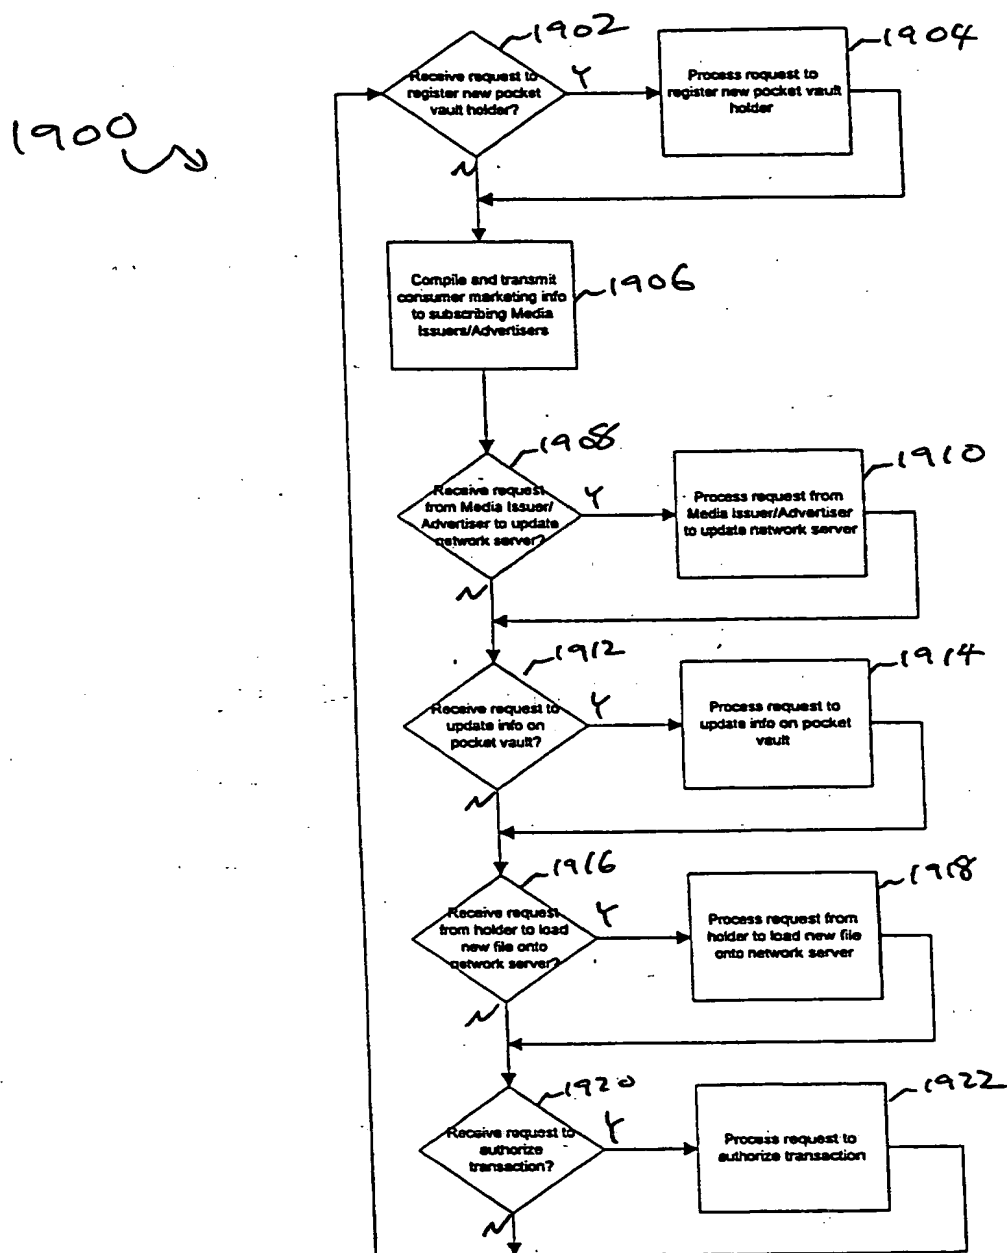 1900
1902
Receive request to
register new pocket
vault holder?
Y
N
1904
Process request to
register new pocket vault
holder
1906
Compile and transmit
consumer marketing info
to subscribing Media
Issuers/Advertisers
1908
Receive request
from Media Issuer/
Advertiser to update
network server?
Y
N
1910
Process request from
Media Issuer/Advertiser
to update network server
1912
Receive request to
update info on
pocket vault?
Y
N
1914
Process request to
update info on pocket
vault
1916
Receive request
from holder to load
new file onto
network server?
Y
N
1918
Process request from
holder to load new file
onto network server
1920
Receive request to
authorize
transaction?
Y
N
1922
Process request to
authorize transaction